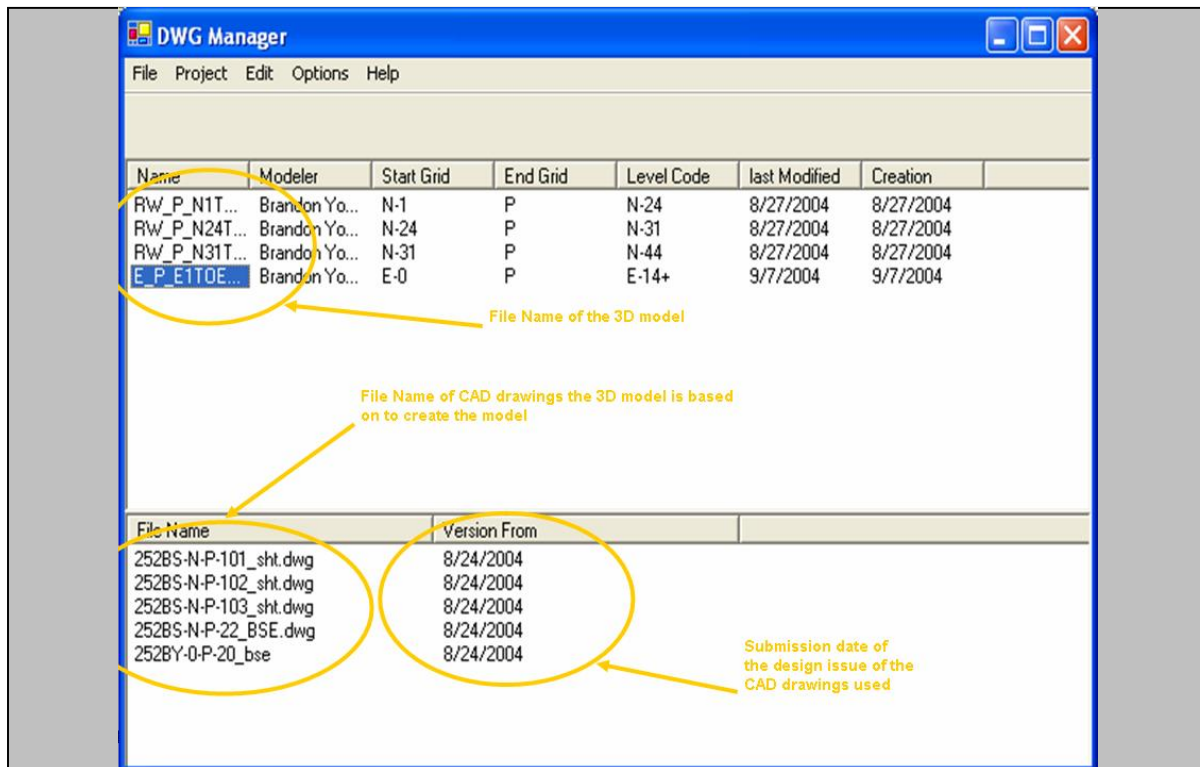 DWG Manager
File Project Edit Options Help
Name Modeler Start Grid End Grid Level Code last Modified Creation
RW_P_N1T... Brandon Yo... N-1 P N-24 8/27/2004 8/27/2004
RW_P_N24T... Brandon Yo... N-24 P N-31 8/27/2004 8/27/2004
RW_P_N31T... Brandon Yo... N-31 P N-44 8/27/2004 8/27/2004
E_P_E1TOE... Brandon Yo... E-0 P E-14+ 9/7/2004 9/7/2004
File Name of the 3D model
File Name of CAD drawings the 3D model is based
on to create the model
File Name Version From
252BS-N-P-101_sht.dwg 8/24/2004
252BS-N-P-102_sht.dwg 8/24/2004
252BS-N-P-103_sht.dwg 8/24/2004
252BS-N-P-22_BSE.dwg 8/24/2004
252BY-0-P-20_bse 8/24/2004
Submission date of
the design issue of the
CAD drawings used